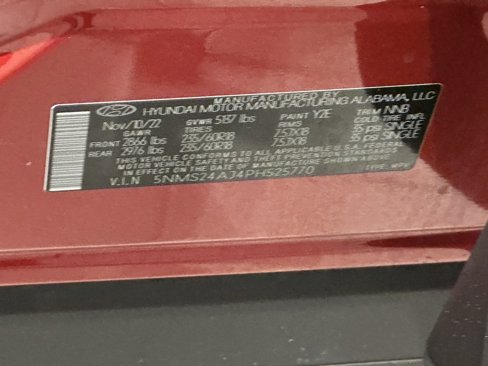 MANUFACTURED BY
HYUNDAI MOTOR MANUFACTURING ALABAMA, LLC
Nov/10/22 GVWR 5187 lbs PAINT Y2E TRIM NNB
GAWR TIRES RIMS COLD TIRE INFL.
FRONT 2866 lbs 235/60R18 7.5JX18 35 psi SINGLE
REAR 2976 lbs 235/60R18 7.5JX18 35 psi SINGLE
THIS VEHICLE CONFORMS TO ALL APPLICABLE U.S.A. FEDERAL
MOTOR VEHICLE SAFETY AND THEFT PREVENTION STANDARDS
IN EFFECT ON THE DATE OF MANUFACTURE SHOWN ABOVE.
V.I.N 5NMS24AJ4PH525770 TYPE: MPV